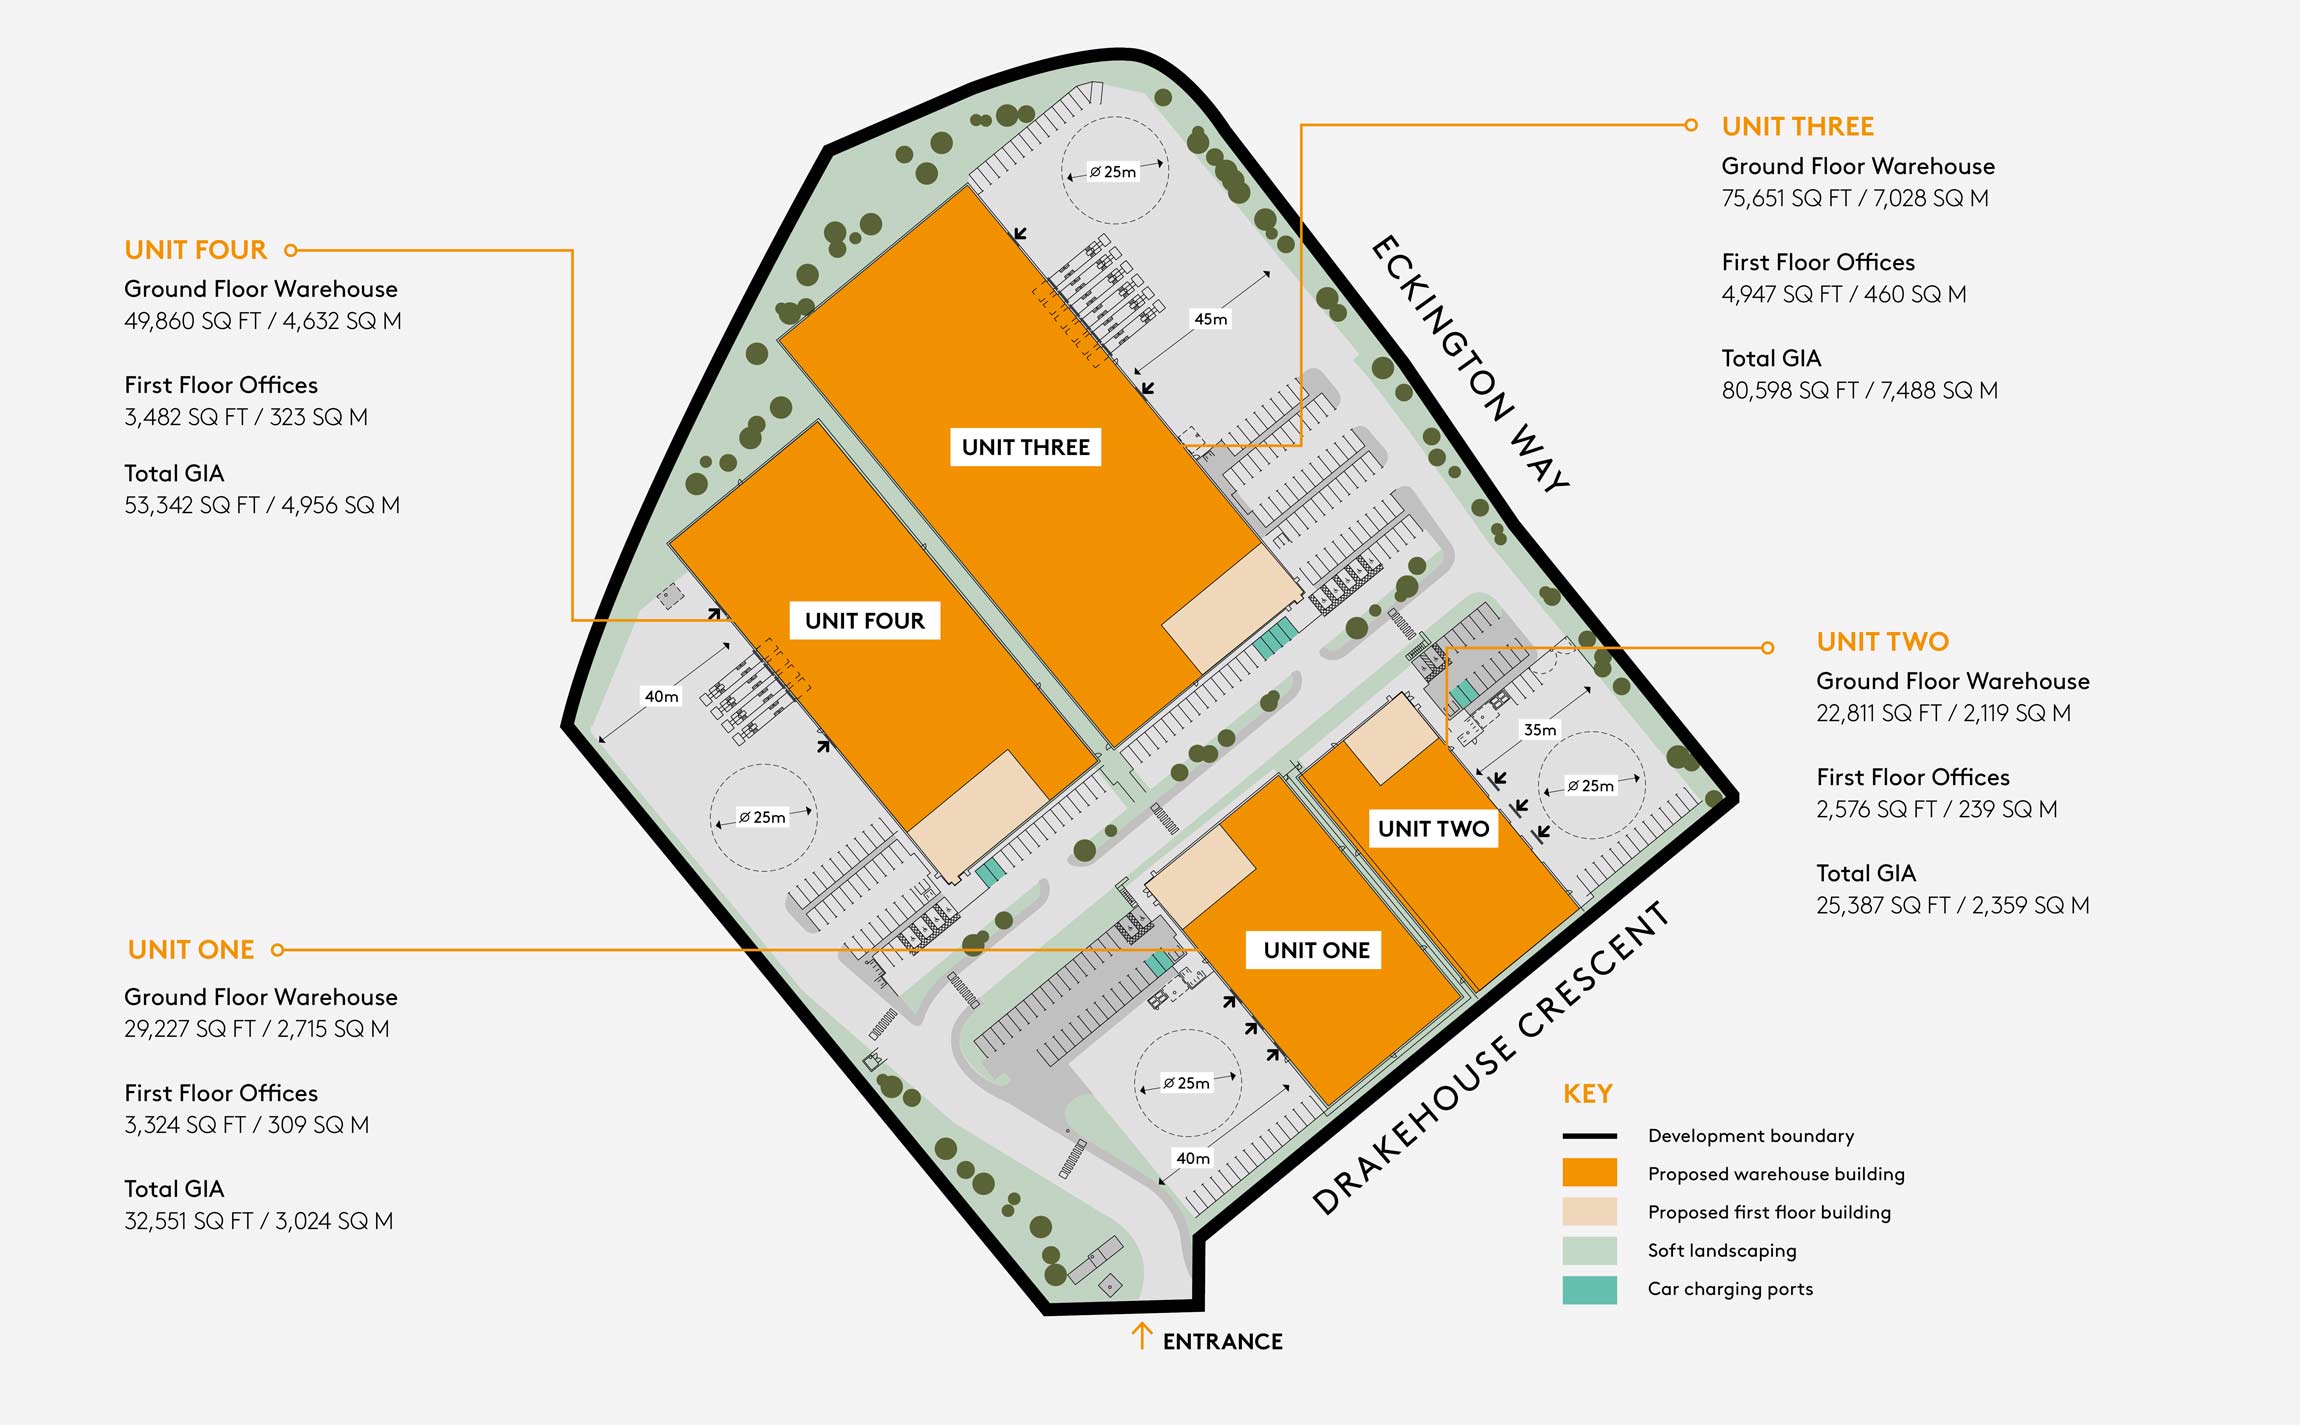 UNIT FOUR
Ground Floor Warehouse
49,860 SQ FT / 4,632 SQ M
First Floor Offices
3,482 SQ FT / 323 SQ M
Total GIA
53,342 SQ FT / 4,956 SQ M
UNIT ONE
Ground Floor Warehouse
29,227 SQ FT / 2,715 SQ M
First Floor Offices
3,324 SQ FT / 309 SQ M
Total GIA
32,551 SQ FT / 3,024 SQ M
⌀ 25m
45m
ECKINGTON WAY
UNIT THREE
UNIT FOUR
40m
⌀ 25m
35m
⌀ 25m
UNIT TWO
UNIT ONE
⌀ 25m
40m
DRAKEHOUSE CRESCENT
ENTRANCE
UNIT THREE
Ground Floor Warehouse
75,651 SQ FT / 7,028 SQ M
First Floor Offices
4,947 SQ FT / 460 SQ M
Total GIA
80,598 SQ FT / 7,488 SQ M
UNIT TWO
Ground Floor Warehouse
22,811 SQ FT / 2,119 SQ M
First Floor Offices
2,576 SQ FT / 239 SQ M
Total GIA
25,387 SQ FT / 2,359 SQ M
KEY
Development boundary
Proposed warehouse building
Proposed first floor building
Soft landscaping
Car charging ports